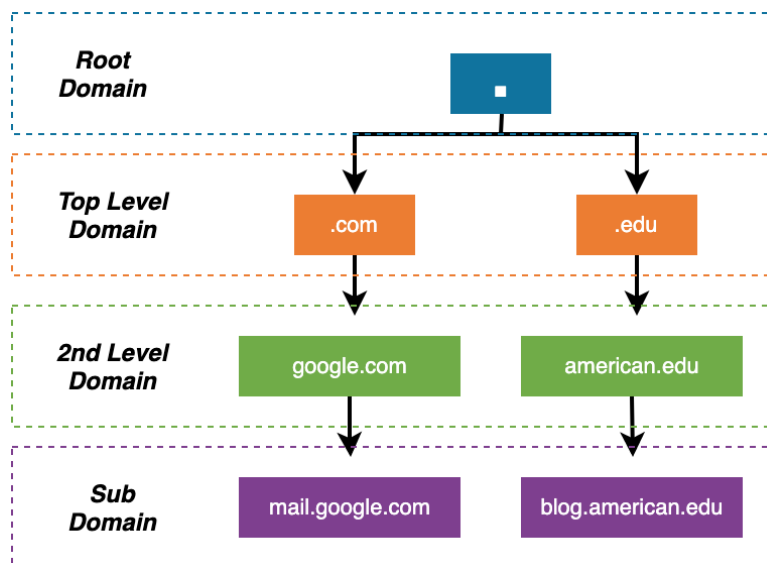 Root
Domain
.
Top Level
Domain
.com
.edu
2nd Level
Domain
google.com
american.edu
Sub
Domain
mail.google.com
blog.american.edu